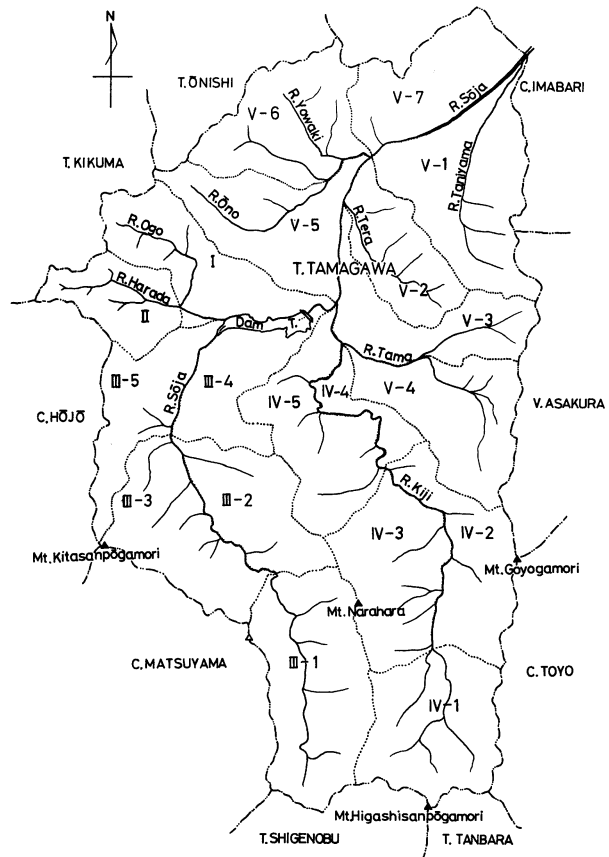 N
T. ŌNISHI
C. IMABARI
V-7
R. Sōja
R. Yowaki
V-6
V-1
R. Taniyama
T. KIKUMA
R. Ōno
V-5
R. Tera
R. Ogo
I
T. TAMAGAWA
V-2
R. Harada
II
Dam
T.
V-3
R. Tama
III-5
R. Sōja
III-4
IV-5
IV-4
V-4
C. HŌJŌ
V. ASAKURA
III-3
III-2
R. Kiji
IV-3
IV-2
Mt. Kitasanpōgamori
Mt. Goyogamori
Mt. Narahara
C. MATSUYAMA
III-1
C. TOYO
IV-1
Mt. Higashisanpōgamori
T. SHIGENOBU
T. TANBARA